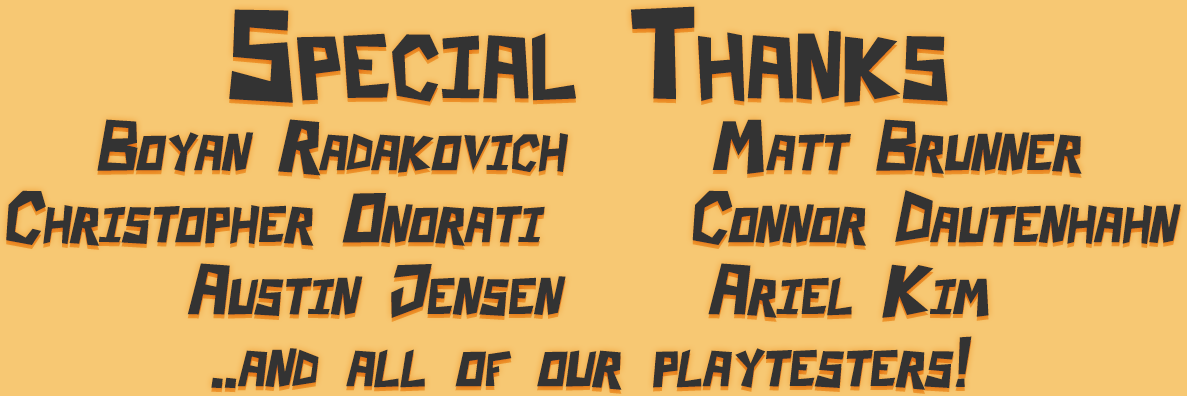 Special Thanks
Boyan Radakovich Matt Brunner
Christopher Onorati Connor Dautenhahn
Austin Jensen Ariel Kim
..and all of our playtesters!